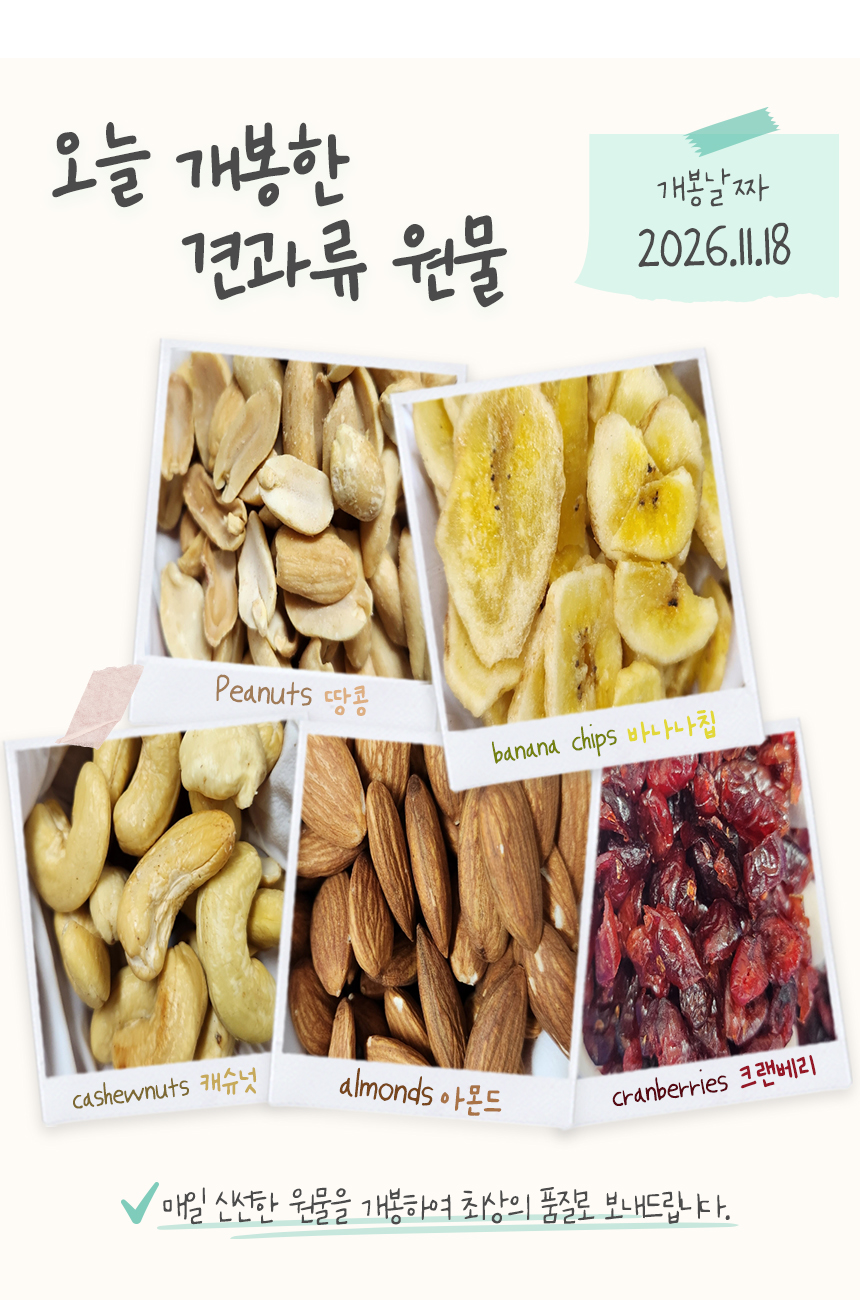 오늘 개봉한
견과류 원물
개봉날짜
2026.11.18
Peanuts 땅콩
banana chips 바나나칩
cashewnuts 캐슈넛
almonds 아몬드
cranberries 크랜베리
매일 신선한 원물을 개봉하여 최상의 품질로 보내드립니다.